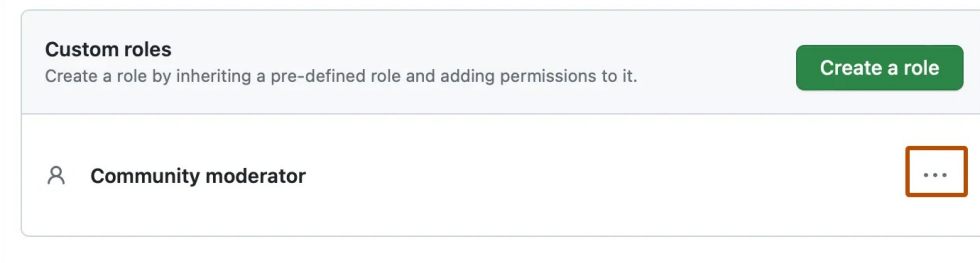 Custom roles
Create a role by inheriting a pre-defined role and adding permissions to it.
Create a role
Community moderator